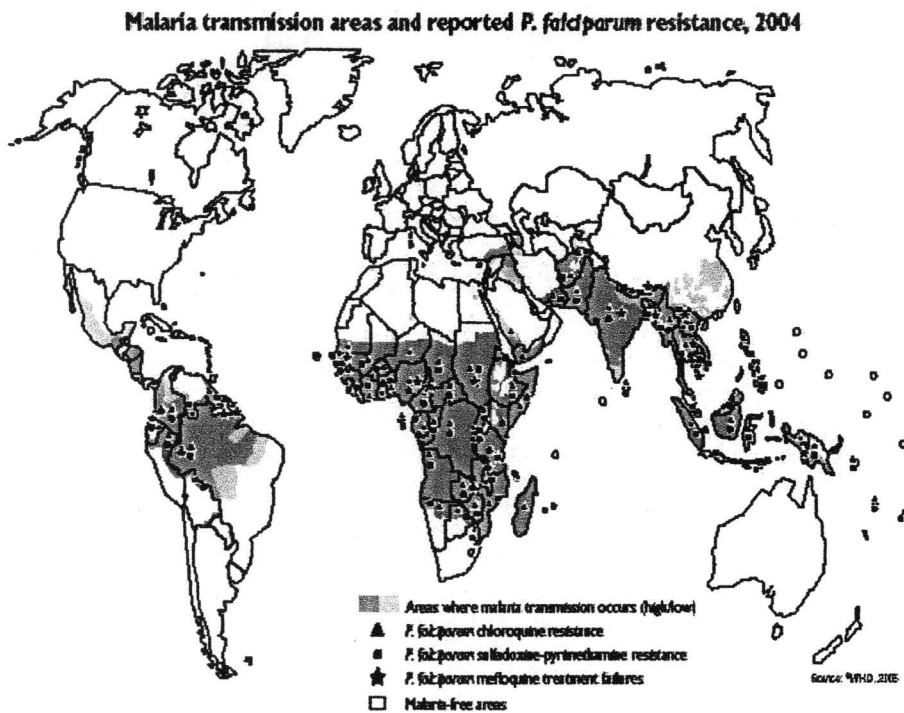 Malaria transmission areas and reported P. falciparum resistance, 2004
Areas where malaria transmission occurs (high/low)
P. falciparum chloroquine resistance
P. falciparum sulfadoxine-pyrimethamine resistance
P. falciparum mefloquine treatment failures
Malaria-free areas
Source: WHO, 2005